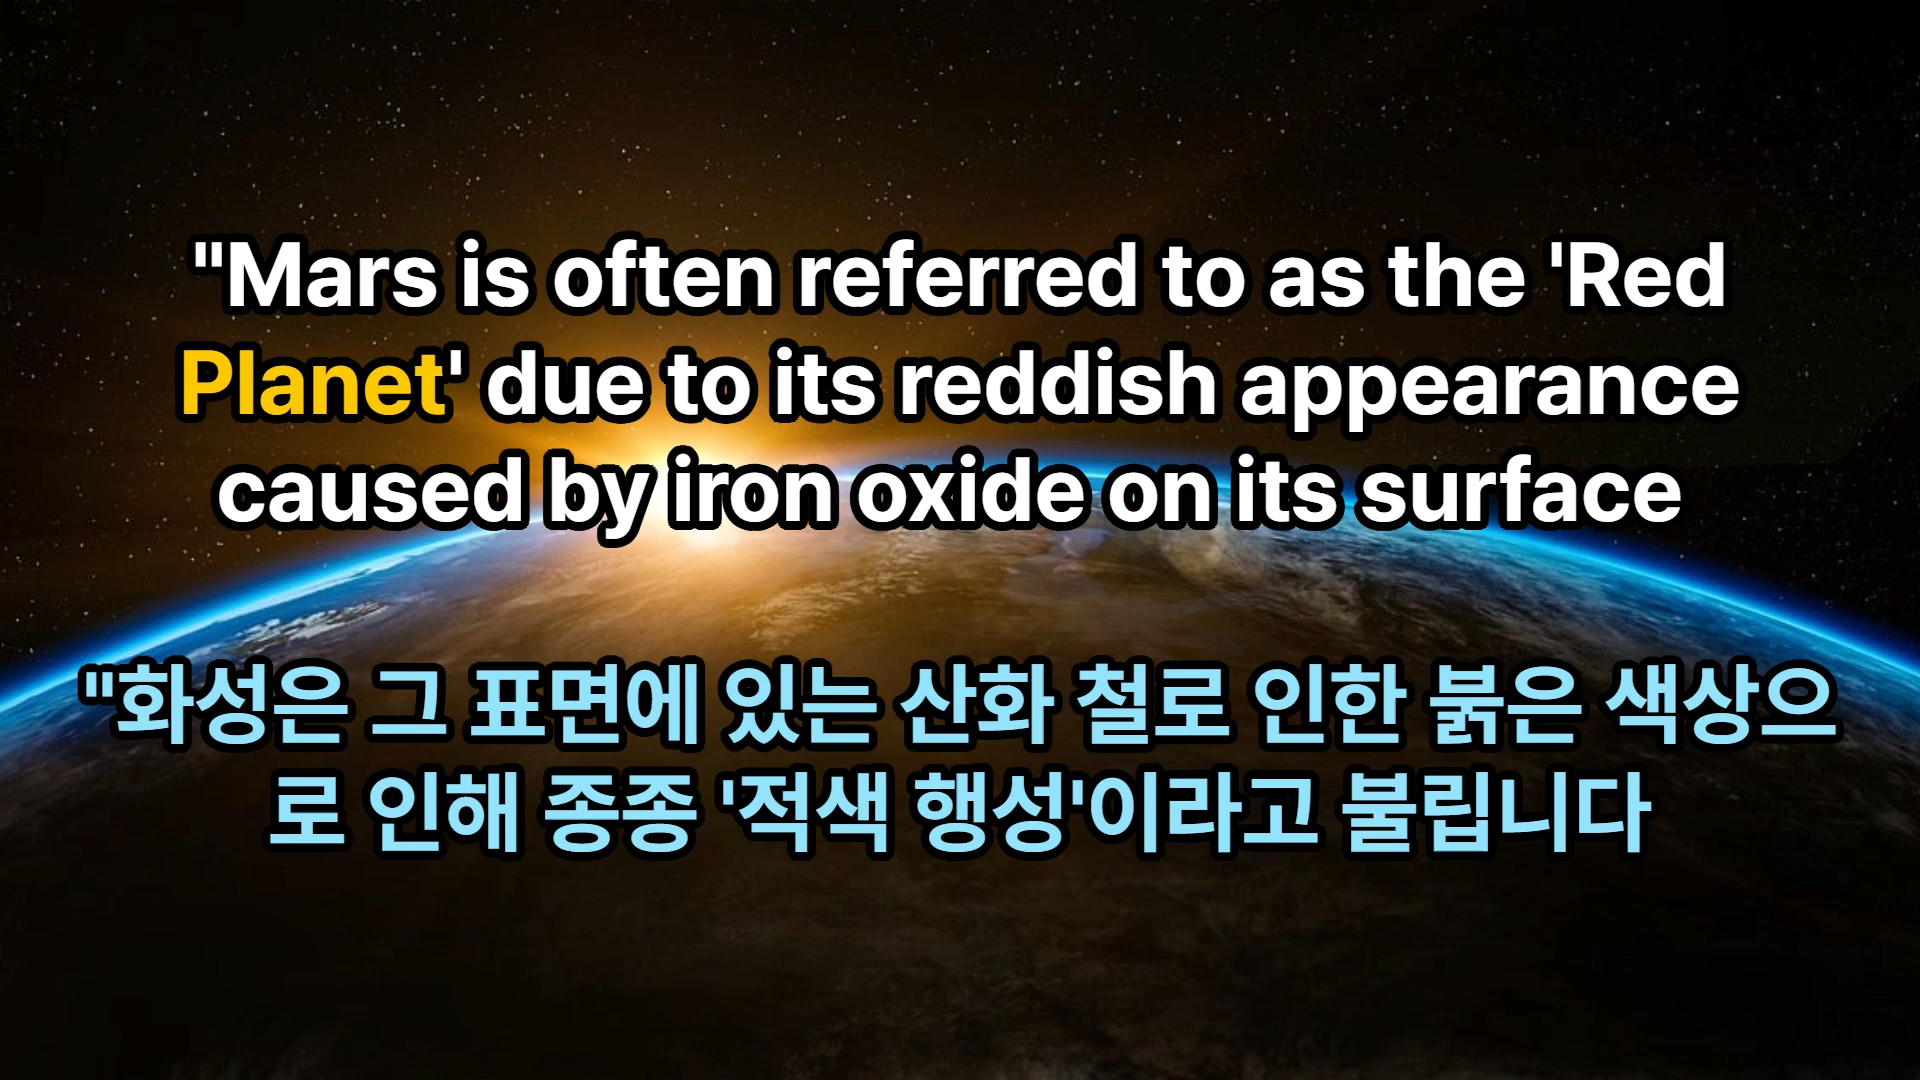 "Mars is often referred to as the 'Red
Planet' due to its reddish appearance
caused by iron oxide on its surface
"화성은 그 표면에 있는 산화 철로 인한 붉은 색상으
로 인해 종종 '적색 행성'이라고 불립니다